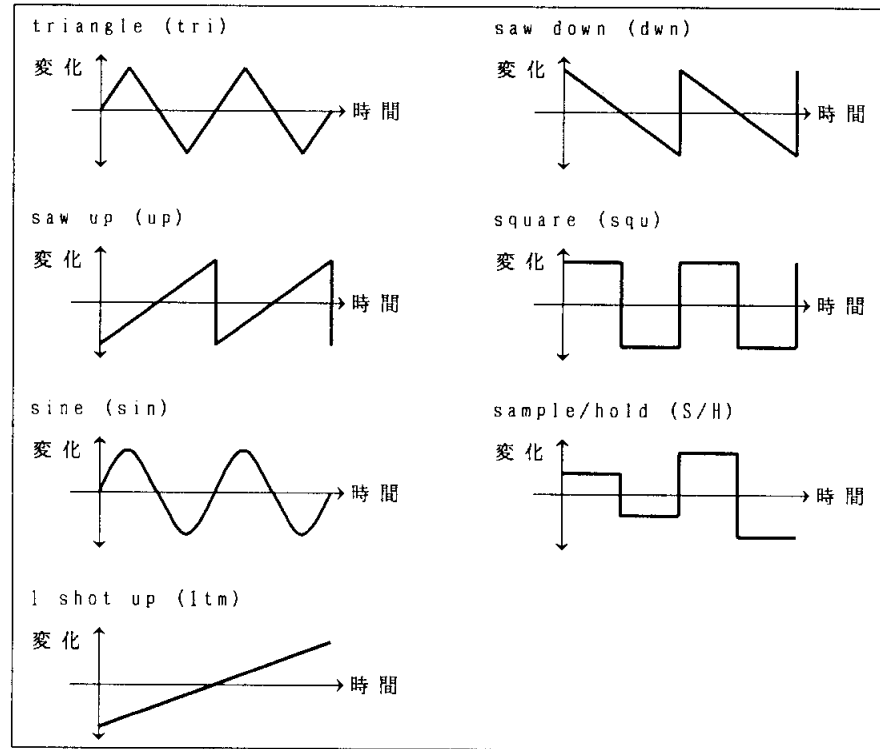 triangle (tri)
変化
時間
saw down (dwn)
変化
時間
saw up (up)
変化
時間
square (squ)
変化
時間
sine (sin)
変化
時間
sample/hold (S/H)
変化
時間
1 shot up (1tm)
変化
時間